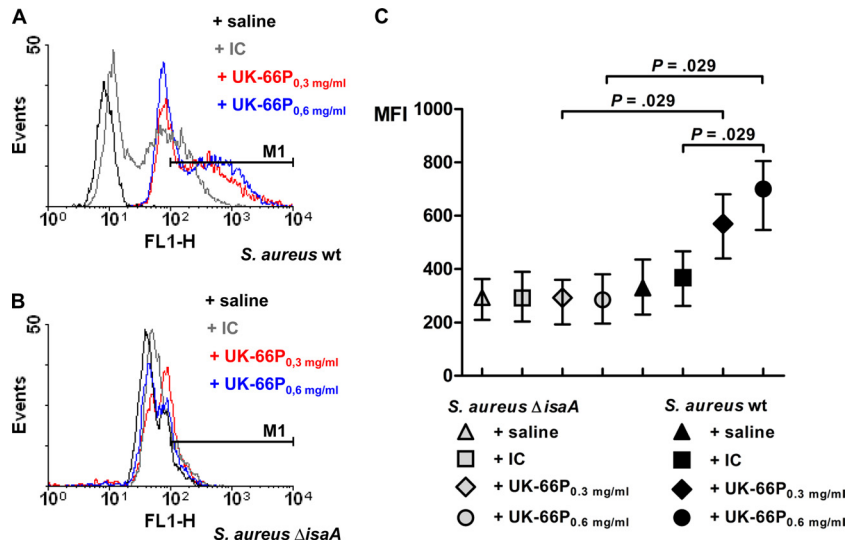 A
+ saline
+ IC
+ UK-66P0,3 mg/ml
+ UK-66P0,6 mg/ml
50
Events
M1
10^0 10^1 10^2 10^3 10^4
FL1-H
S. aureus wt
B
+ saline
+ IC
+ UK-66P0,3 mg/ml
+ UK-66P0,6 mg/ml
50
Events
M1
10^0 10^1 10^2 10^3 10^4
FL1-H
S. aureus ΔisaA
C
P = .029
P = .029
P = .029
MFI
1000
800
600
400
200
0
S. aureus ΔisaA
+ saline
+ IC
+ UK-66P0.3 mg/ml
+ UK-66P0.6 mg/ml
S. aureus wt
+ saline
+ IC
+ UK-66P0.3 mg/ml
+ UK-66P0.6 mg/ml